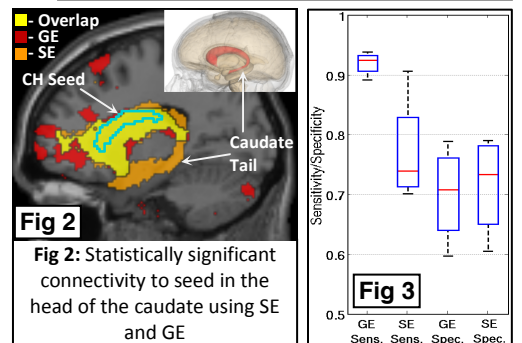 - Overlap
- GE
- SE
CH Seed
Caudate
Tail
Fig 2
Fig 2: Statistically significant
connectivity to seed in the
head of the caudate using SE
and GE
Sensitivity/Specificity
0.9
0.8
0.7
0.6
0.5
Fig 3
GE Sens.
SE Sens.
GE Spec.
SE Spec.